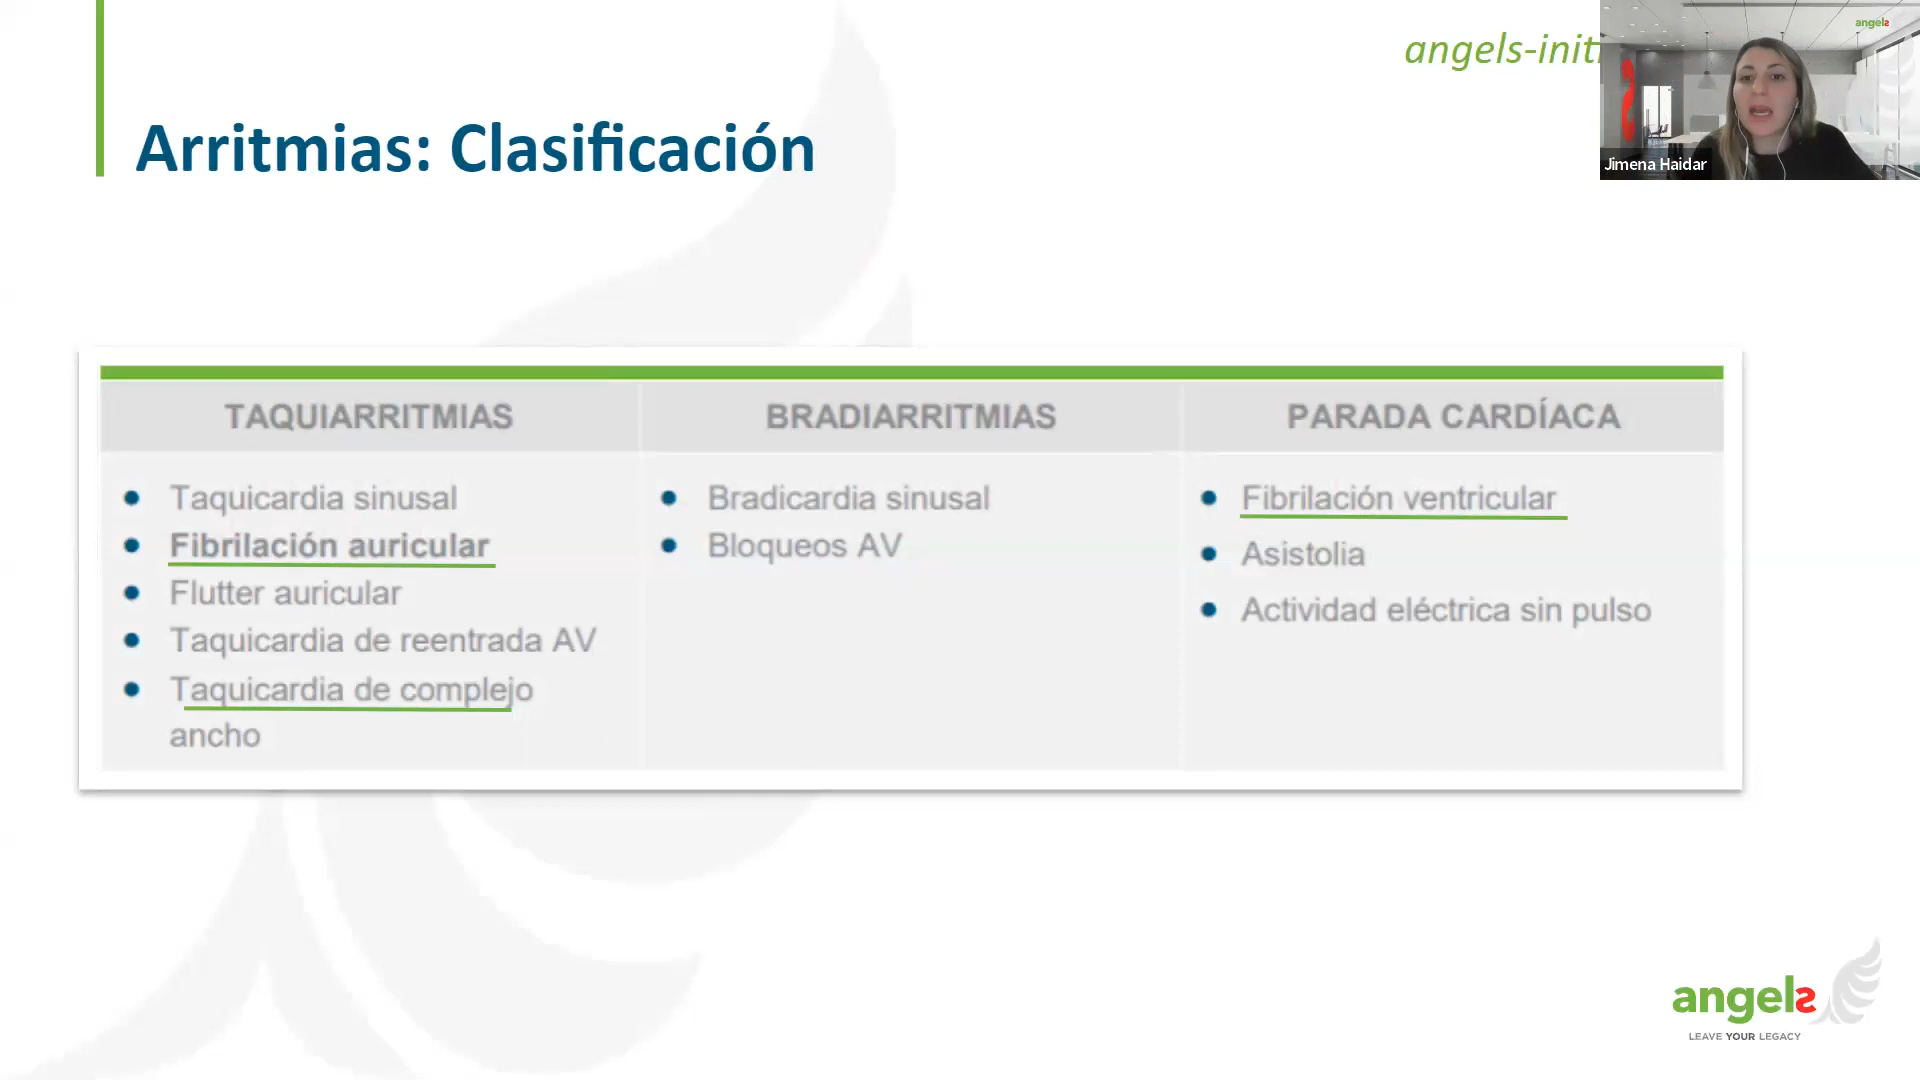 angels-initi
angels
Jimena Haidar
Arritmias: Clasificación
TAQUIARRITMIAS
Taquicardia sinusal
Fibrilación auricular
Flutter auricular
Taquicardia de reentrada AV
Taquicardia de complejo
ancho
BRADIARRITMIAS
Bradicardia sinusal
Bloqueos AV
PARADA CARDÍACA
Fibrilación ventricular
Asistolia
Actividad eléctrica sin pulso
angels
LEAVE YOUR LEGACY